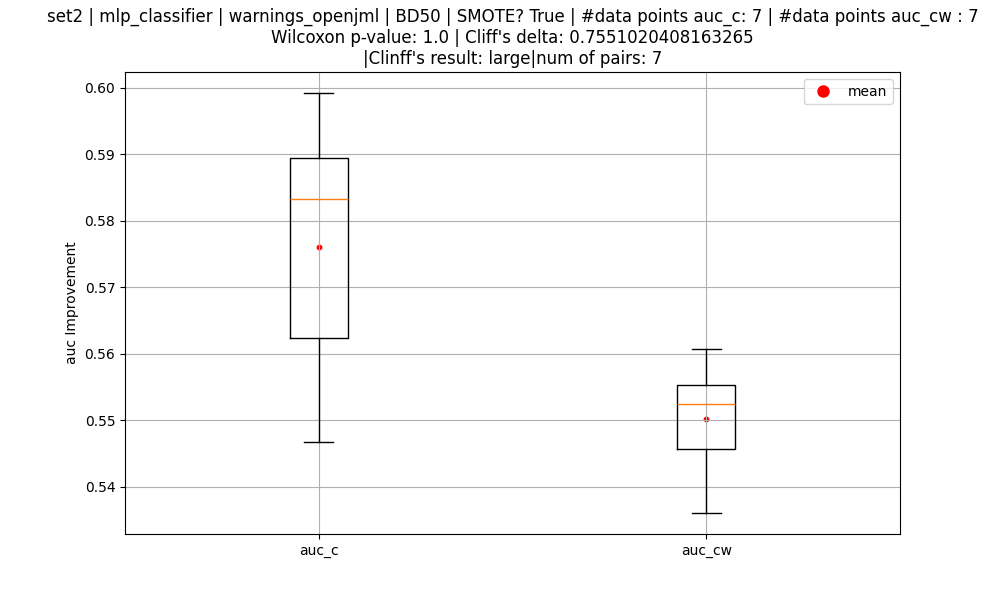 set2 | mlp_classifier | warnings_openjml | BD50 | SMOTE? True | #data points auc_c: 7 | #data points auc_cw : 7
Wilcoxon p-value: 1.0 | Cliff's delta: 0.7551020408163265
|Clinff's result: large|num of pairs: 7
mean
0.60
0.59
0.58
0.57
0.56
0.55
0.54
auc Improvement
auc_c
auc_cw